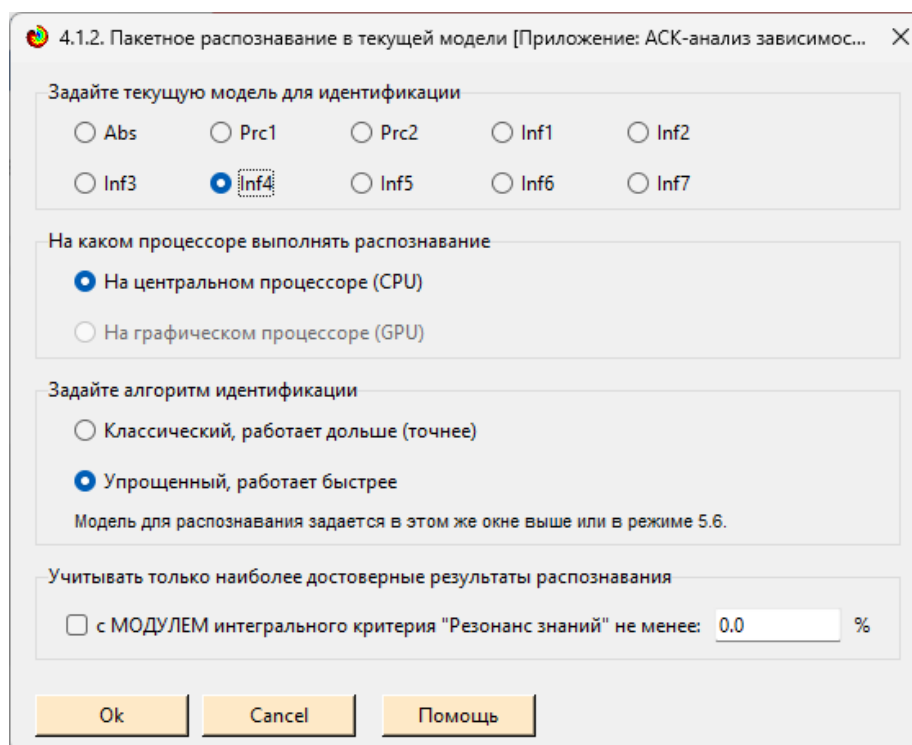 4.1.2. Пакетное распознавание в текущей модели [Приложение: АСК-анализ зависимос...
Задайте текущую модель для идентификации
Abs Prc1 Prc2 Inf1 Inf2
Inf3 Inf4 Inf5 Inf6 Inf7
На каком процессоре выполнять распознавание
На центральном процессоре (CPU)
На графическом процессоре (GPU)
Задайте алгоритм идентификации
Классический, работает дольше (точнее)
Упрощенный, работает быстрее
Модель для распознавания задается в этом же окне выше или в режиме 5.6.
Учитывать только наиболее достоверные результаты распознавания
с МОДУЛЕМ интегрального критерия "Резонанс знаний" не менее: 0.0 %
Ok Cancel Помощь